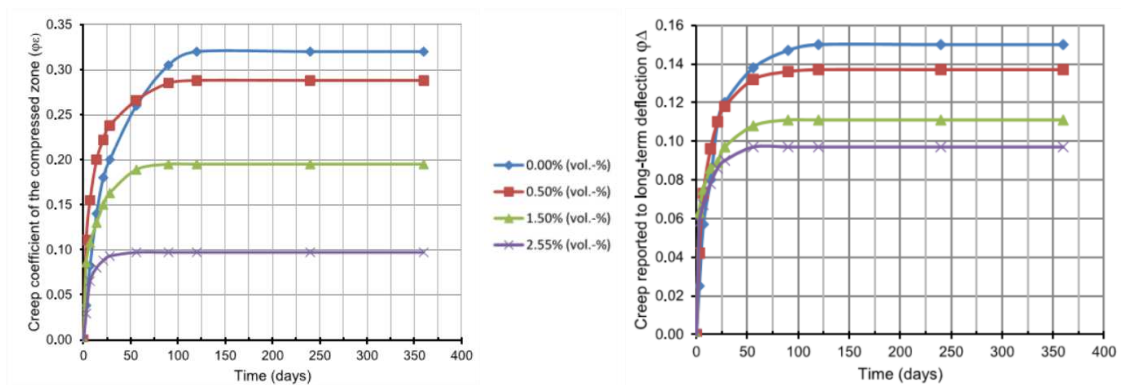 Creep coefficient of the compressed zone (φε)
0.35
0.30
0.25
0.20
0.15
0.10
0.05
0.00
0 50 100 150 200 250 300 350 400
Time (days)
0.00% (vol.-%)
0.50% (vol.-%)
1.50% (vol.-%)
2.55% (vol.-%)
Creep reported to long-term deflection φΔ
0.16
0.14
0.12
0.10
0.08
0.06
0.04
0.02
0.00
0 50 100 150 200 250 300 350 400
Time (days)